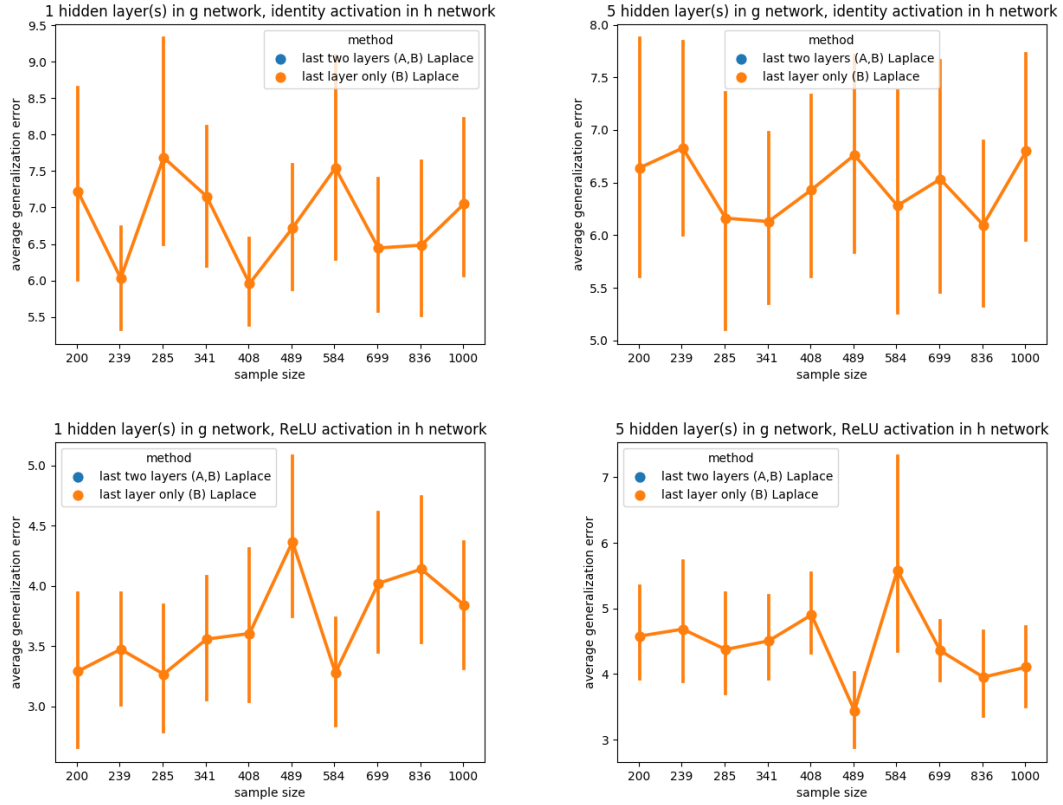 1 hidden layer(s) in g network, identity activation in h network
9.5
9.0
8.5
8.0
7.5
7.0
6.5
6.0
5.5
average generalization error
method
last two layers (A,B) Laplace
last layer only (B) Laplace
200 239 285 341 408 489 584 699 836 1000
sample size
5 hidden layer(s) in g network, identity activation in h network
8.0
7.5
7.0
6.5
6.0
5.5
5.0
average generalization error
method
last two layers (A,B) Laplace
last layer only (B) Laplace
200 239 285 341 408 489 584 699 836 1000
sample size
1 hidden layer(s) in g network, ReLU activation in h network
5.0
4.5
4.0
3.5
3.0
average generalization error
method
last two layers (A,B) Laplace
last layer only (B) Laplace
200 239 285 341 408 489 584 699 836 1000
sample size
5 hidden layer(s) in g network, ReLU activation in h network
7
6
5
4
3
average generalization error
method
last two layers (A,B) Laplace
last layer only (B) Laplace
200 239 285 341 408 489 584 699 836 1000
sample size